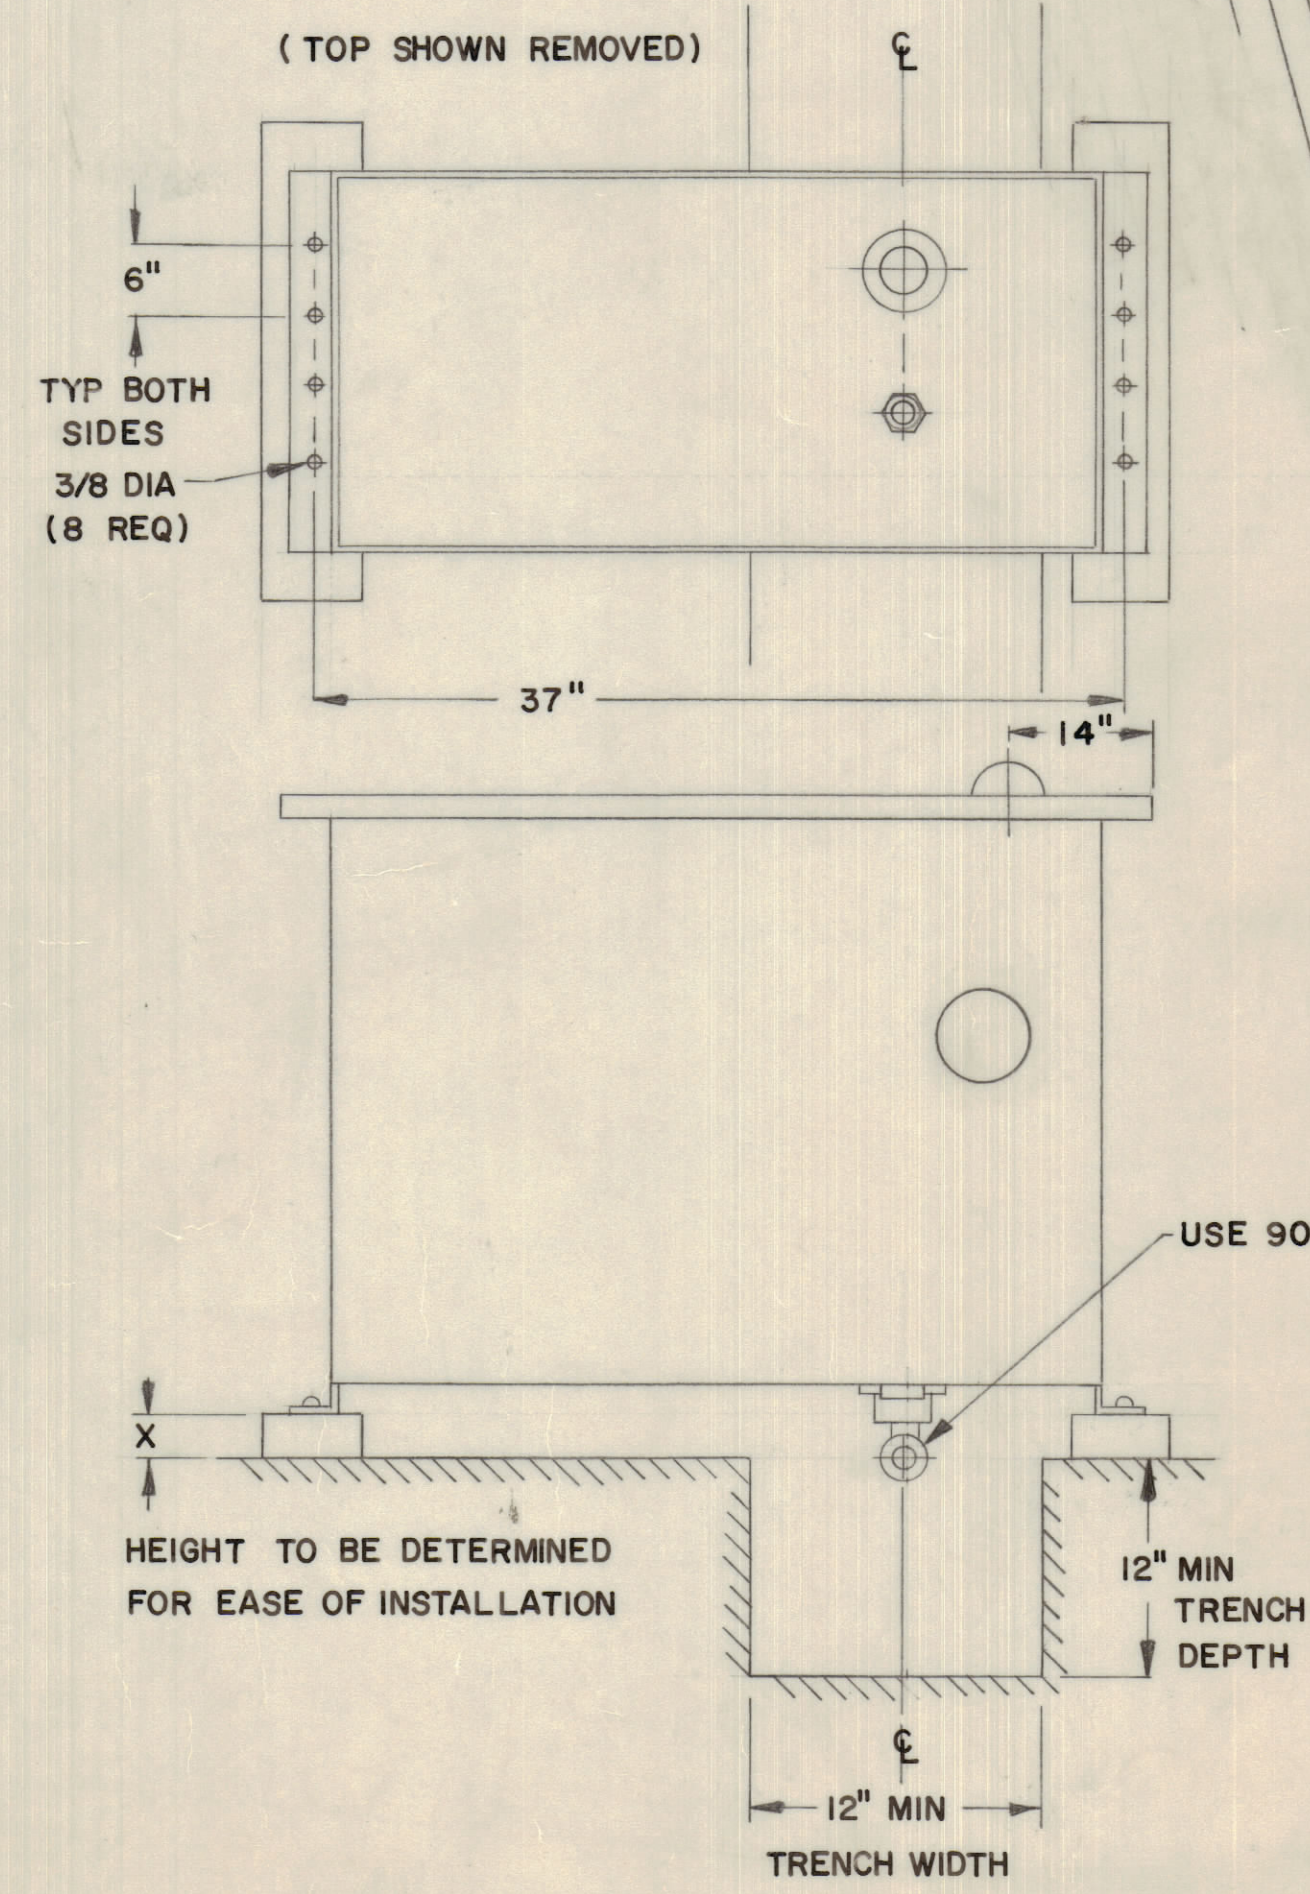 ( TOP SHOWN REMOVED)
℄
6"
TYP BOTH
SIDES
3/8 DIA
(8 REQ)
37"
14"
USE 90
X
HEIGHT TO BE DETERMINED
FOR EASE OF INSTALLATION
12" MIN
TRENCH
DEPTH
℄
12" MIN
TRENCH WIDTH